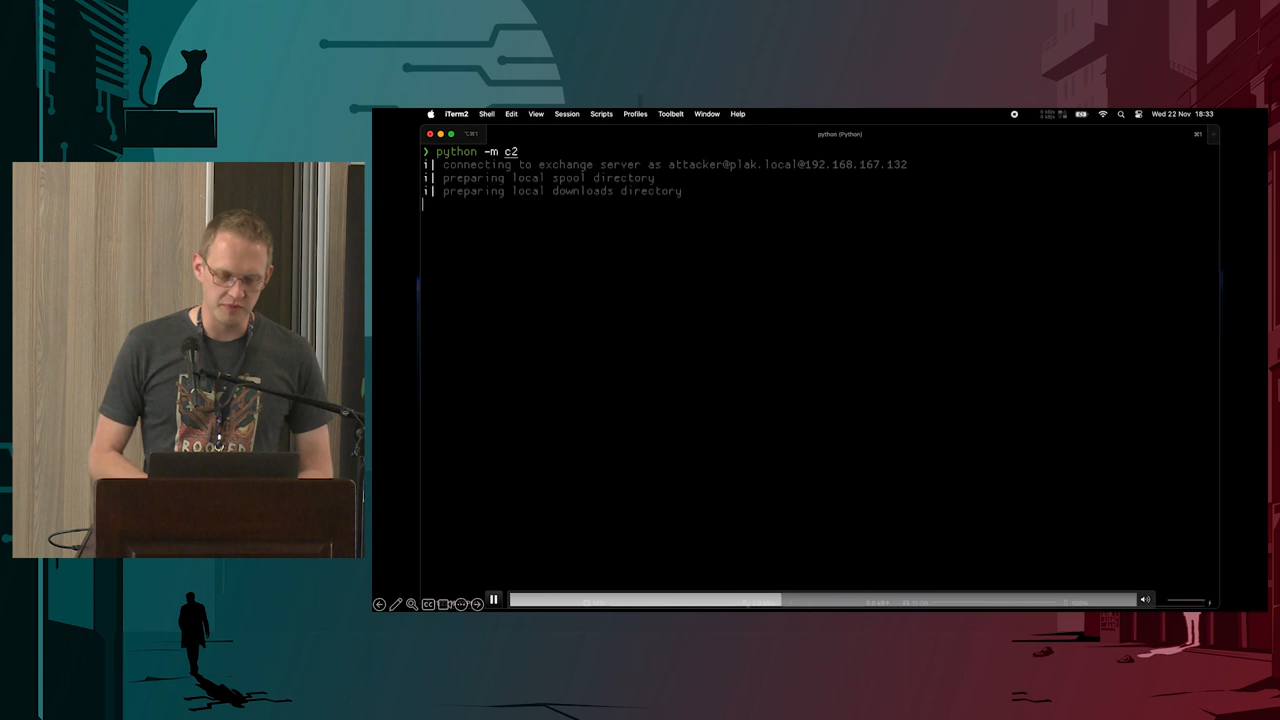 iTerm2 Shell Edit View Session Scripts Profiles Toolbelt Window Help
Wed 22 Nov 18:33
python (Python)
❯ python -m c2
i| connecting to exchange server as attacker@plak.local@192.168.167.132
i| preparing local spool directory
i| preparing local downloads directory
CC